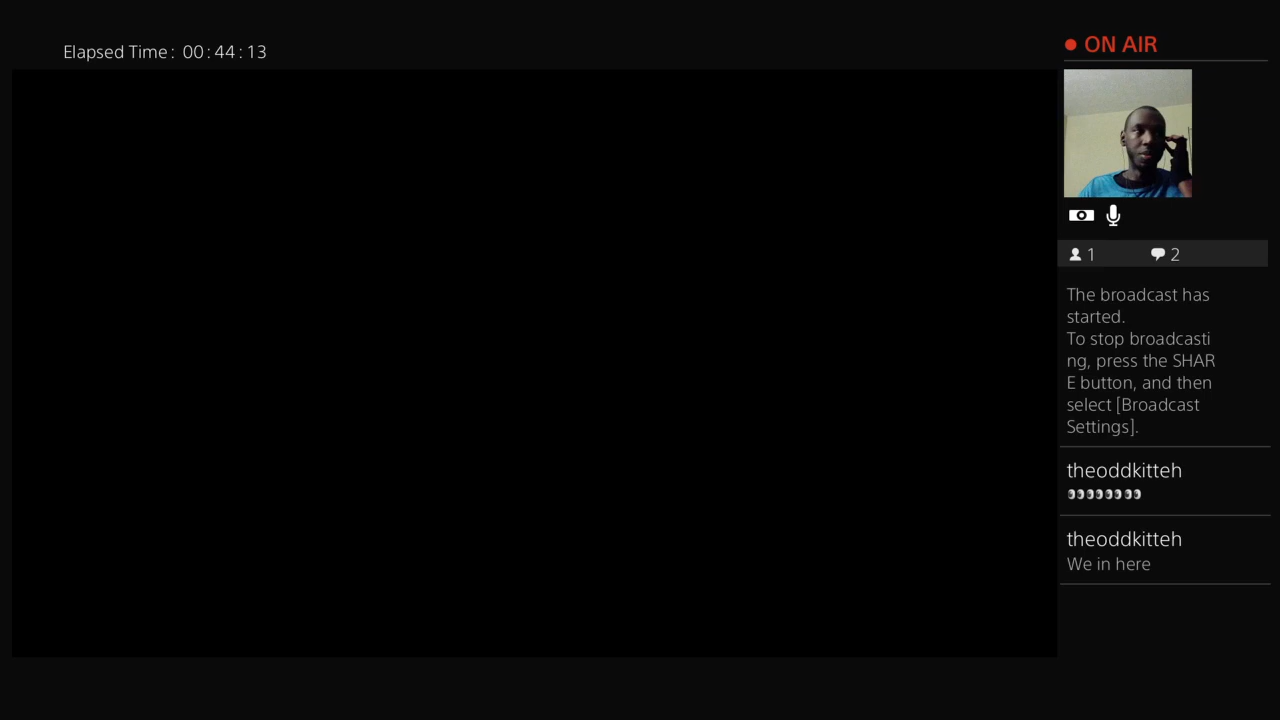 Elapsed Time: 00:44:13
ON AIR
1 2
The broadcast has
started.
To stop broadcasti
ng, press the SHAR
E button, and then
select [Broadcast
Settings].
theoddkitteh
👀👀👀👀
theoddkitteh
We in here